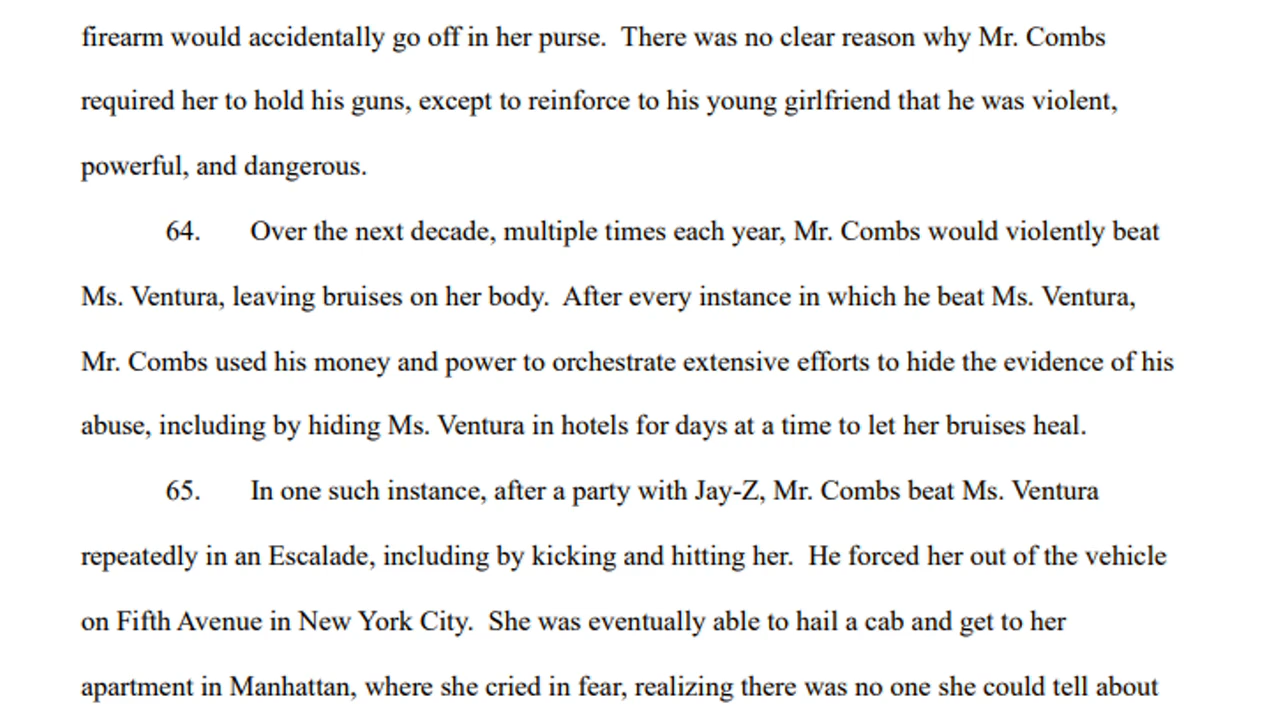 firearm would accidentally go off in her purse.  There was no clear reason why Mr. Combs
required her to hold his guns, except to reinforce to his young girlfriend that he was violent,
powerful, and dangerous.
64. Over the next decade, multiple times each year, Mr. Combs would violently beat
Ms. Ventura, leaving bruises on her body.  After every instance in which he beat Ms. Ventura,
Mr. Combs used his money and power to orchestrate extensive efforts to hide the evidence of his
abuse, including by hiding Ms. Ventura in hotels for days at a time to let her bruises heal.
65. In one such instance, after a party with Jay-Z, Mr. Combs beat Ms. Ventura
repeatedly in an Escalade, including by kicking and hitting her.  He forced her out of the vehicle
on Fifth Avenue in New York City.  She was eventually able to hail a cab and get to her
apartment in Manhattan, where she cried in fear, realizing there was no one she could tell about